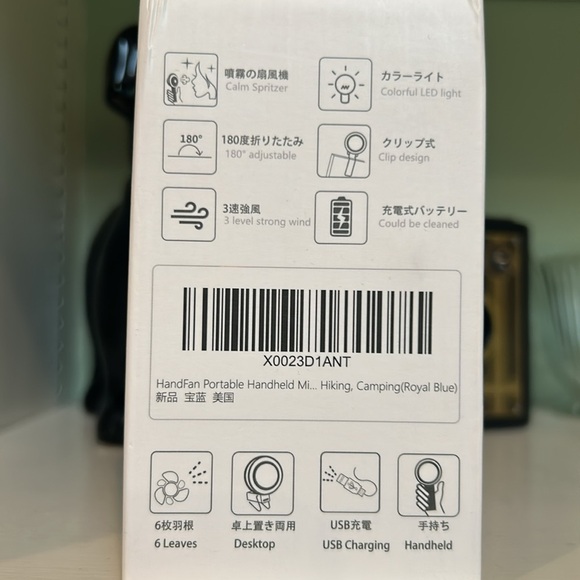 噴霧の扇風機
Calm Spritzer
カラーライト
Colorful LED light
180°
180度折りたたみ
180° adjustable
クリップ式
Clip design
3速強風
3 level strong wind
充電式バッテリー
Could be cleaned
X0023D1ANT
HandFan Portable Handheld Mi... Hiking, Camping(Royal Blue)
新品 宝蓝 美国
6枚羽根
6 Leaves
卓上置き両用
Desktop
USB充電
USB Charging
手持ち
Handheld